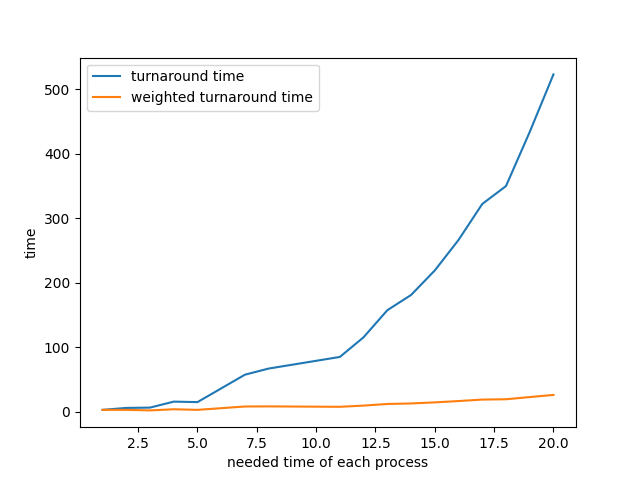 turnaround time
weighted turnaround time
500
400
300
200
100
0
time
2.5 5.0 7.5 10.0 12.5 15.0 17.5 20.0
needed time of each process